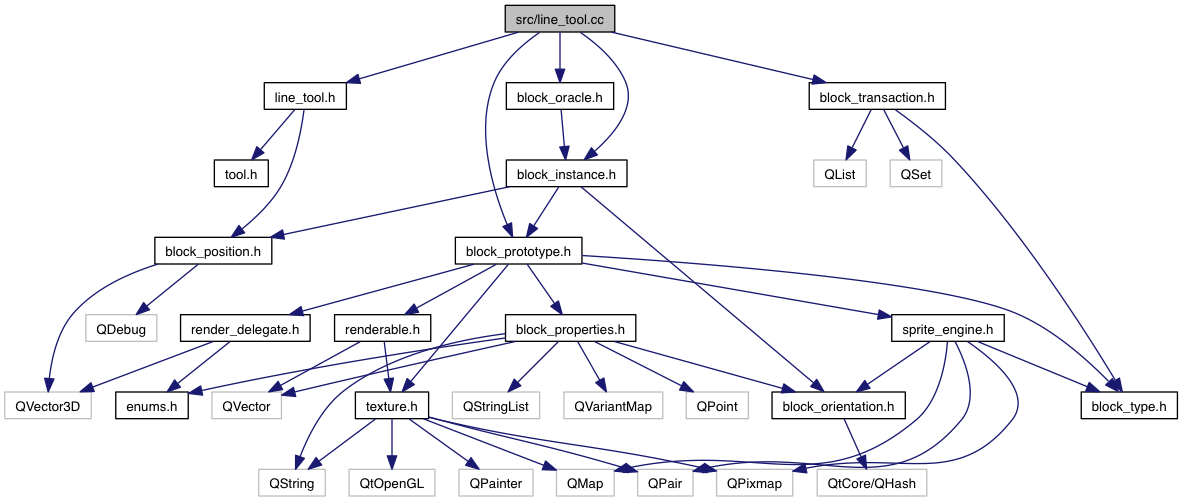 src/line_tool.cc
line_tool.h
block_oracle.h
block_transaction.h
tool.h
block_instance.h
QList
QSet
block_position.h
block_prototype.h
QDebug
render_delegate.h
renderable.h
block_properties.h
sprite_engine.h
QVector3D
enums.h
QVector
texture.h
QStringList
QVariantMap
QPoint
block_orientation.h
block_type.h
QString
QtOpenGL
QPainter
QMap
QPair
QPixmap
QtCore/QHash